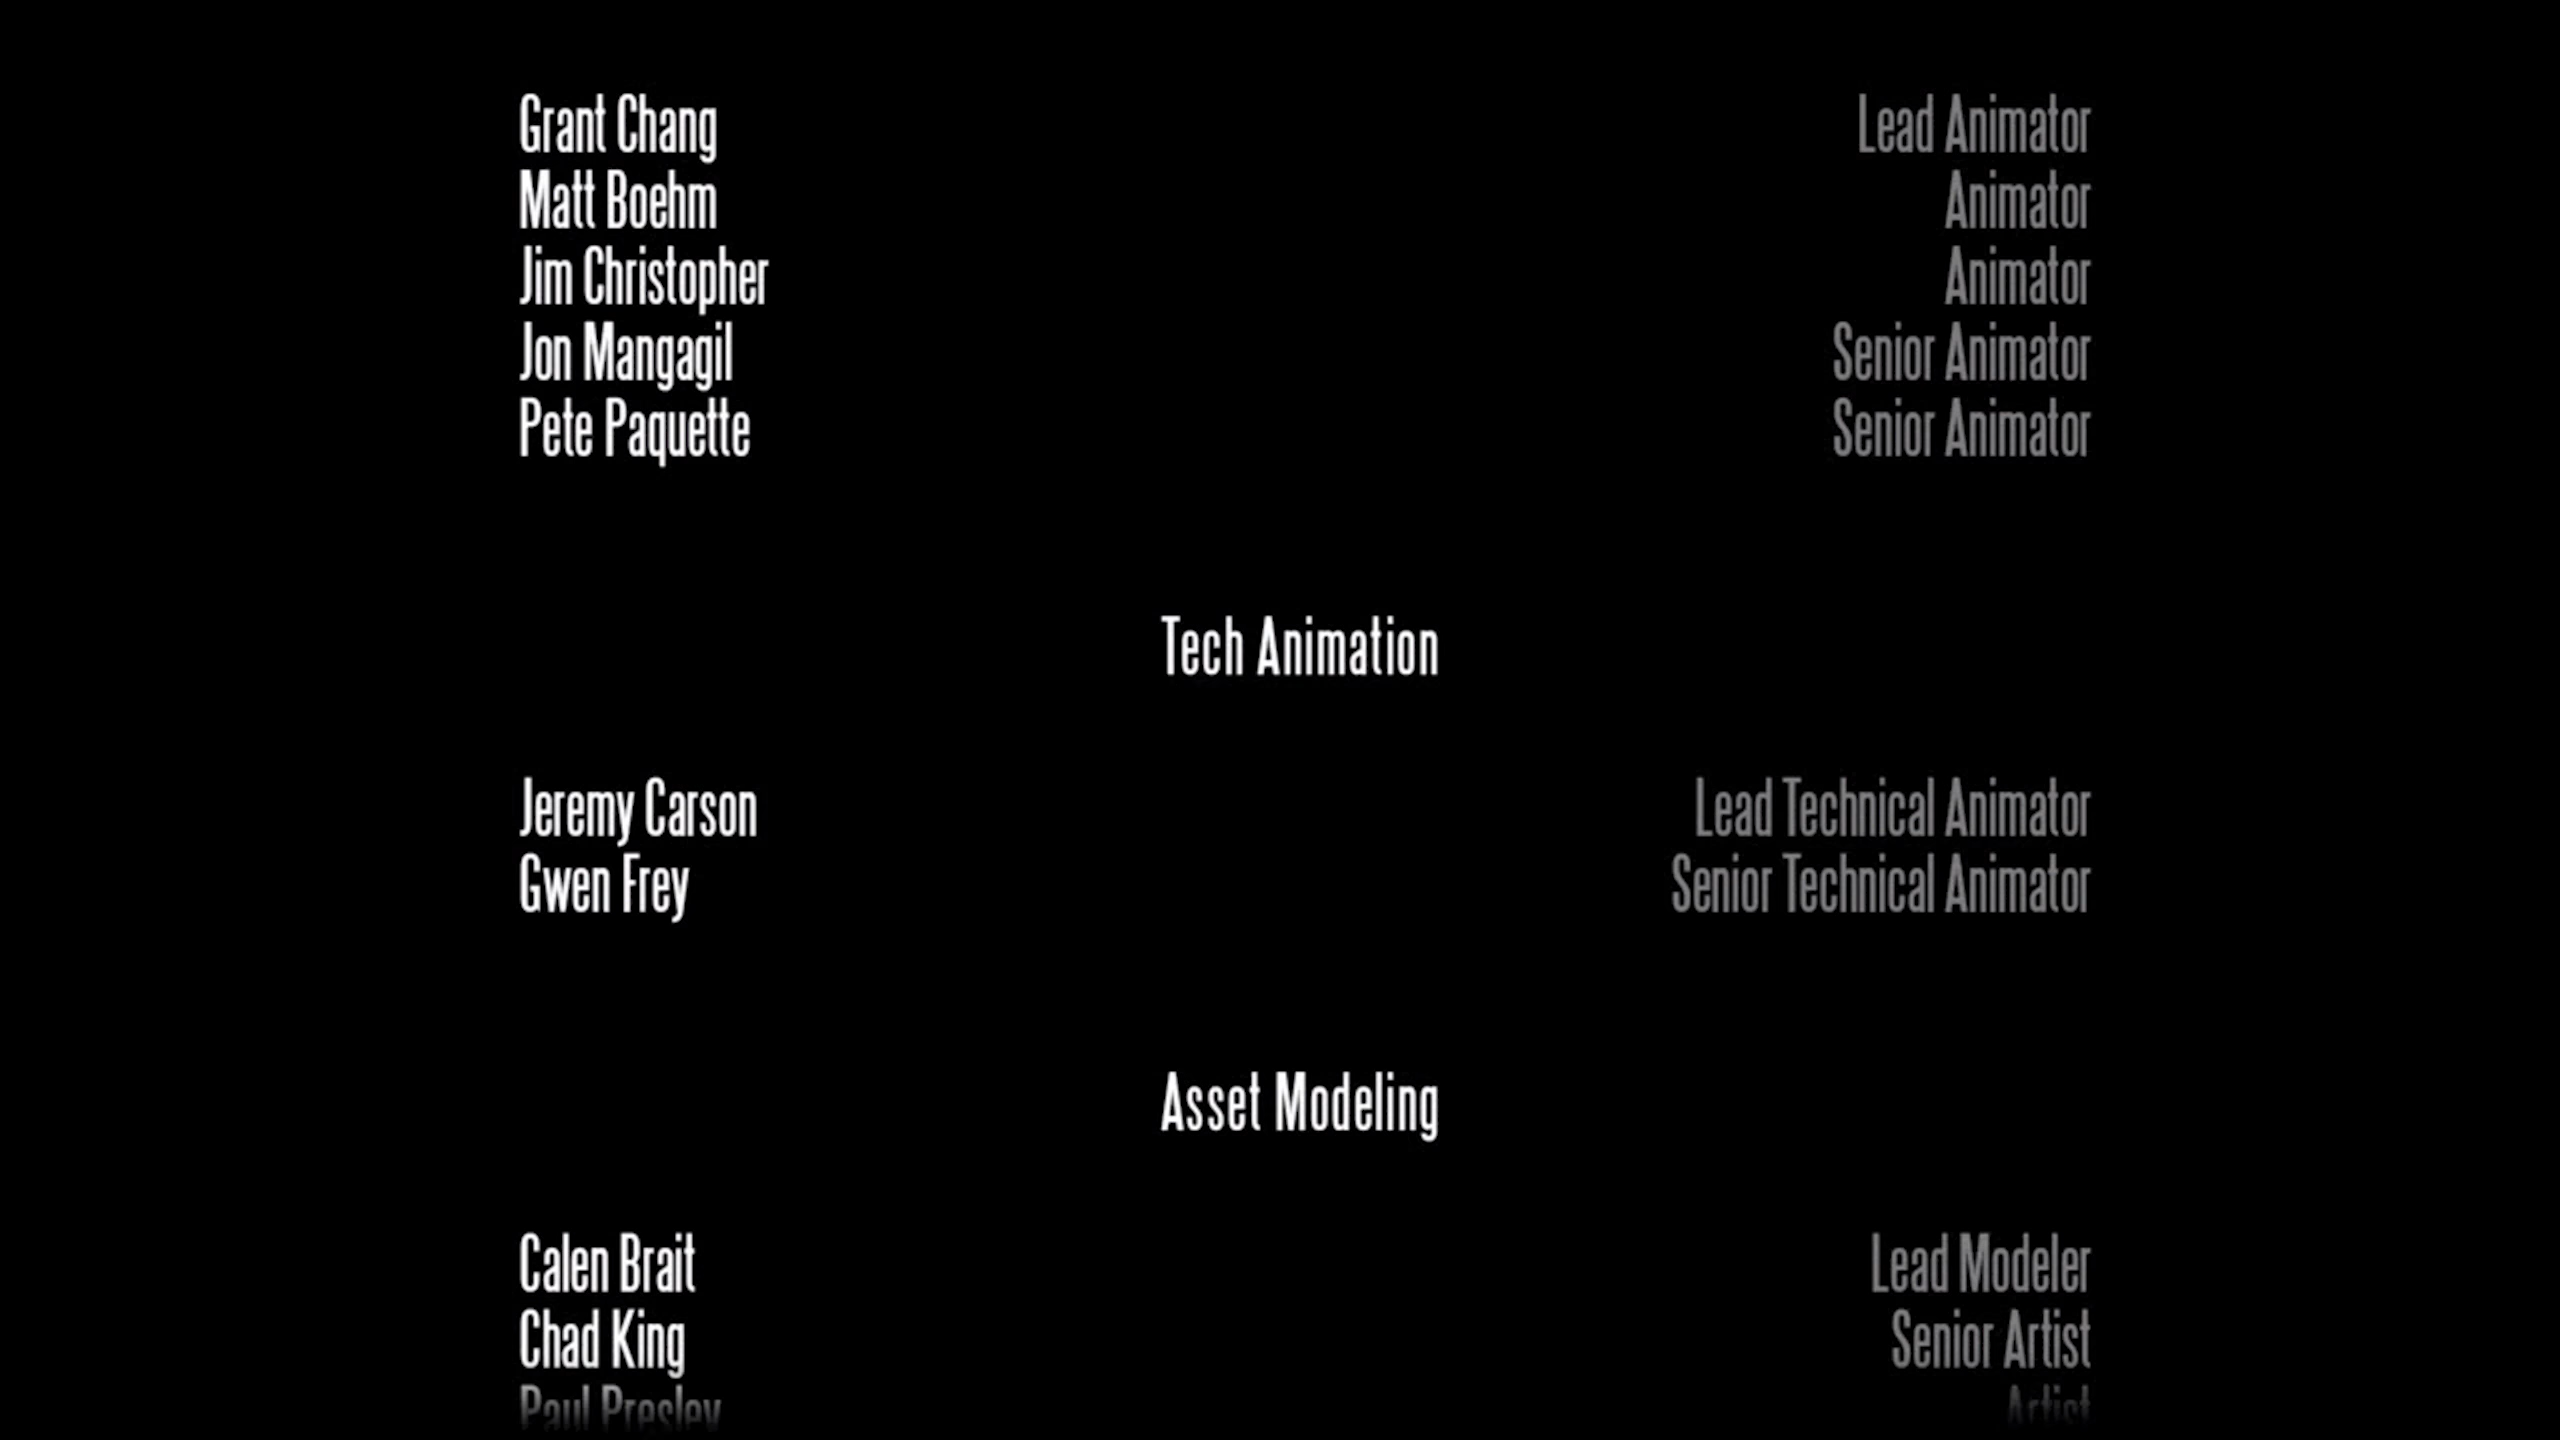 Grant Chang Lead Animator
Matt Boehm Animator
Jim Christopher Animator
Jon Mangagil Senior Animator
Pete Paquette Senior Animator
Tech Animation
Jeremy Carson Lead Technical Animator
Gwen Frey Senior Technical Animator
Asset Modeling
Calen Brait Lead Modeler
Chad King Senior Artist
Paul Presley Artist